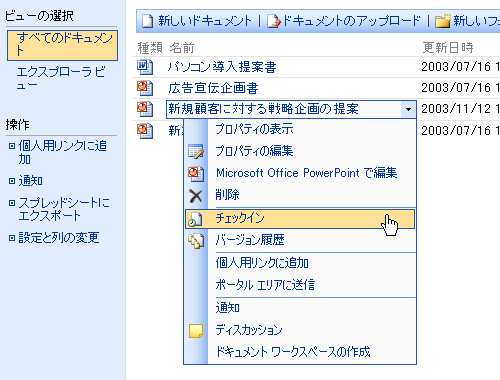 ビューの選択
すべてのドキュメン
ト
エクスプローラ ビ
ュー
操作
個人用リンクに追
加
通知
スプレッドシートに
エクスポート
設定と列の変更
新しいドキュメント | ドキュメントのアップロード | 新しいフ
種類 名前 更新日時
パソコン導入提案書 2003/07/16 1
広告宣伝企画書 2003/07/16 1
新規顧客に対する戦略企画の提案 2003/11/12 1
新 2003/07/16 1
プロパティの表示
プロパティの編集
Microsoft Office PowerPoint で編集
削除
チェックイン
バージョン履歴
個人用リンクに追加
ポータル エリアに送信
通知
ディスカッション
ドキュメント ワークスペースの作成